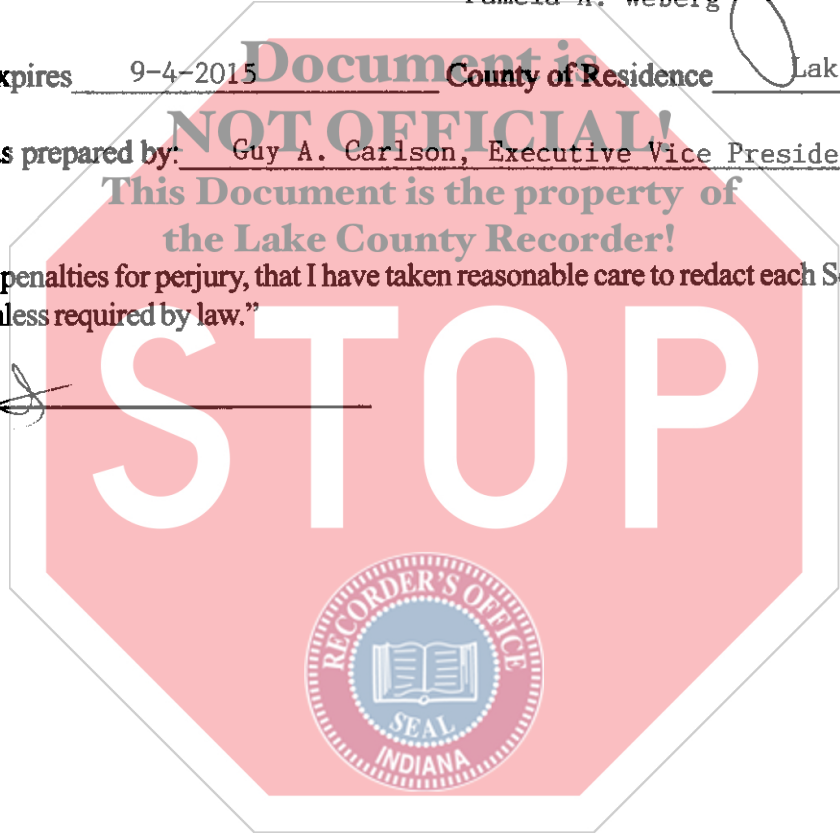 Pamela A. Weberg
xpires 9-4-2015 County of Residence Lak
s prepared by: Guy A. Carlson, Executive Vice Preside
penalties for perjury, that I have taken reasonable care to redact each S
less required by law.”
Document is
NOT OFFICIAL!
This Document is the property of
the Lake County Recorder!
STOP
RECORDER'S OFFICE
SEAL
INDIANA